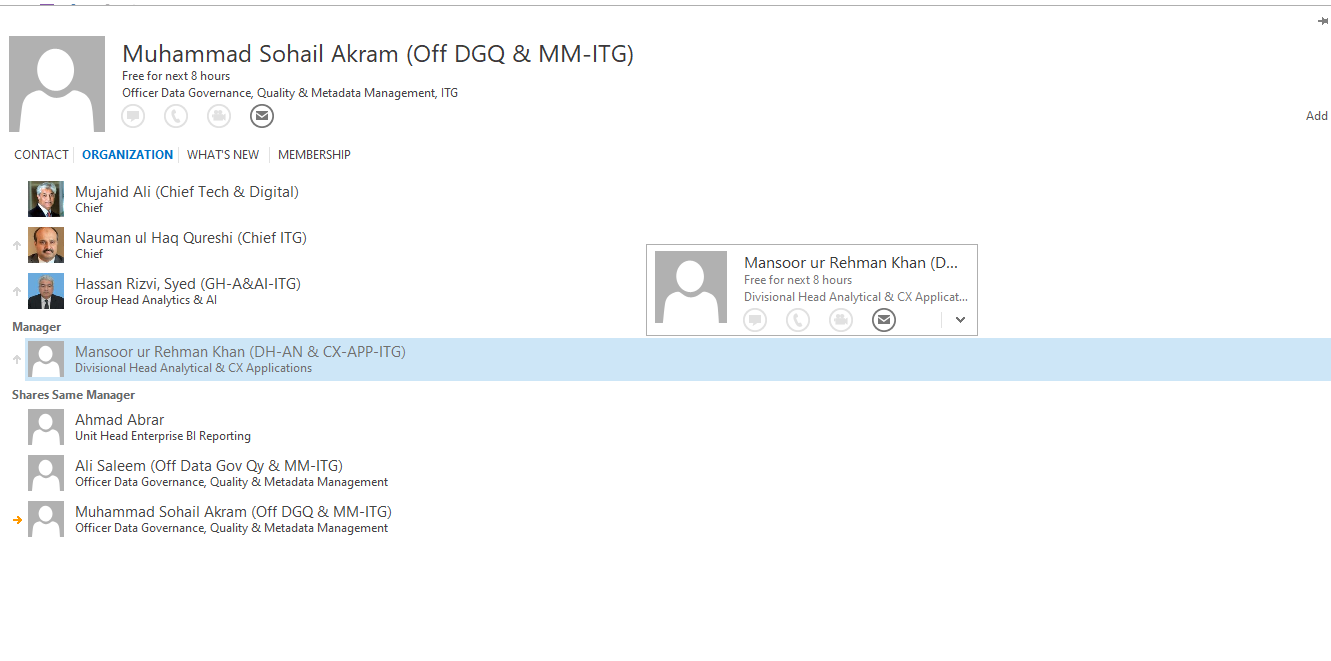 Muhammad Sohail Akram (Off DGQ & MM-ITG)
Free for next 8 hours
Officer Data Governance, Quality & Metadata Management, ITG
Add
CONTACT
ORGANIZATION
WHAT'S NEW
MEMBERSHIP
Mujahid Ali (Chief Tech & Digital)
Chief
Nauman ul Haq Qureshi (Chief ITG)
Chief
Hassan Rizvi, Syed (GH-A&AI-ITG)
Group Head Analytics & AI
Mansoor ur Rehman Khan (D...
Free for next 8 hours
Divisional Head Analytical & CX Applicat...
Manager
Mansoor ur Rehman Khan (DH-AN & CX-APP-ITG)
Divisional Head Analytical & CX Applications
Shares Same Manager
Ahmad Abrar
Unit Head Enterprise BI Reporting
Ali Saleem (Off Data Gov Qy & MM-ITG)
Officer Data Governance, Quality & Metadata Management
Muhammad Sohail Akram (Off DGQ & MM-ITG)
Officer Data Governance, Quality & Metadata Management